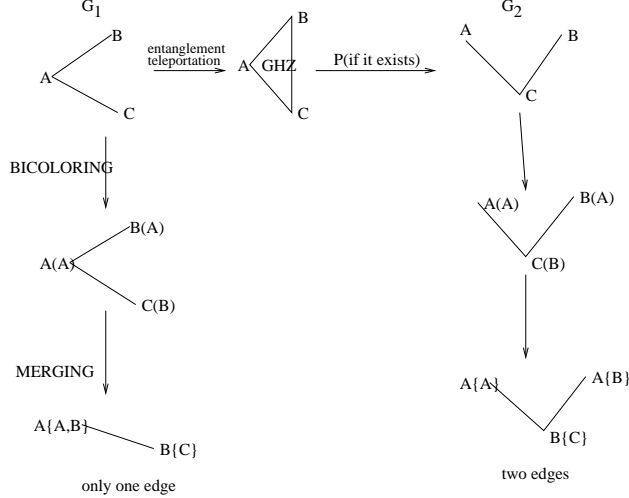 G1
G2
B
A
C
entanglement
teleportation
B
A
GHZ
C
P(if it exists)
A
B
C
BICOLORING
B(A)
A(A)
C(B)
A(A)
B(A)
C(B)
MERGING
A{A,B}
B{C}
only one edge
A{A}
A{B}
B{C}
two edges